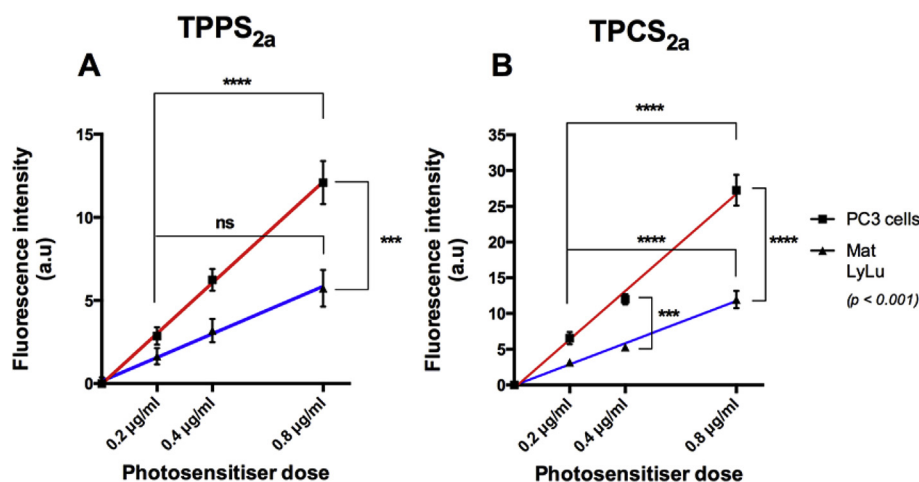 TPPS2a
TPCS2a
A
B
****
15
10
5
0
Fluorescence intensity
(a.u)
ns
***
0.2 µg/ml
0.4 µg/ml
0.8 µg/ml
Photosensitiser dose
****
35
30
25
20
15
10
5
0
Fluorescence intensity
(a.u)
****
***
****
0.2 µg/ml
0.4 µg/ml
0.8 µg/ml
Photosensitiser dose
PC3 cells
Mat
LyLu
(p < 0.001)